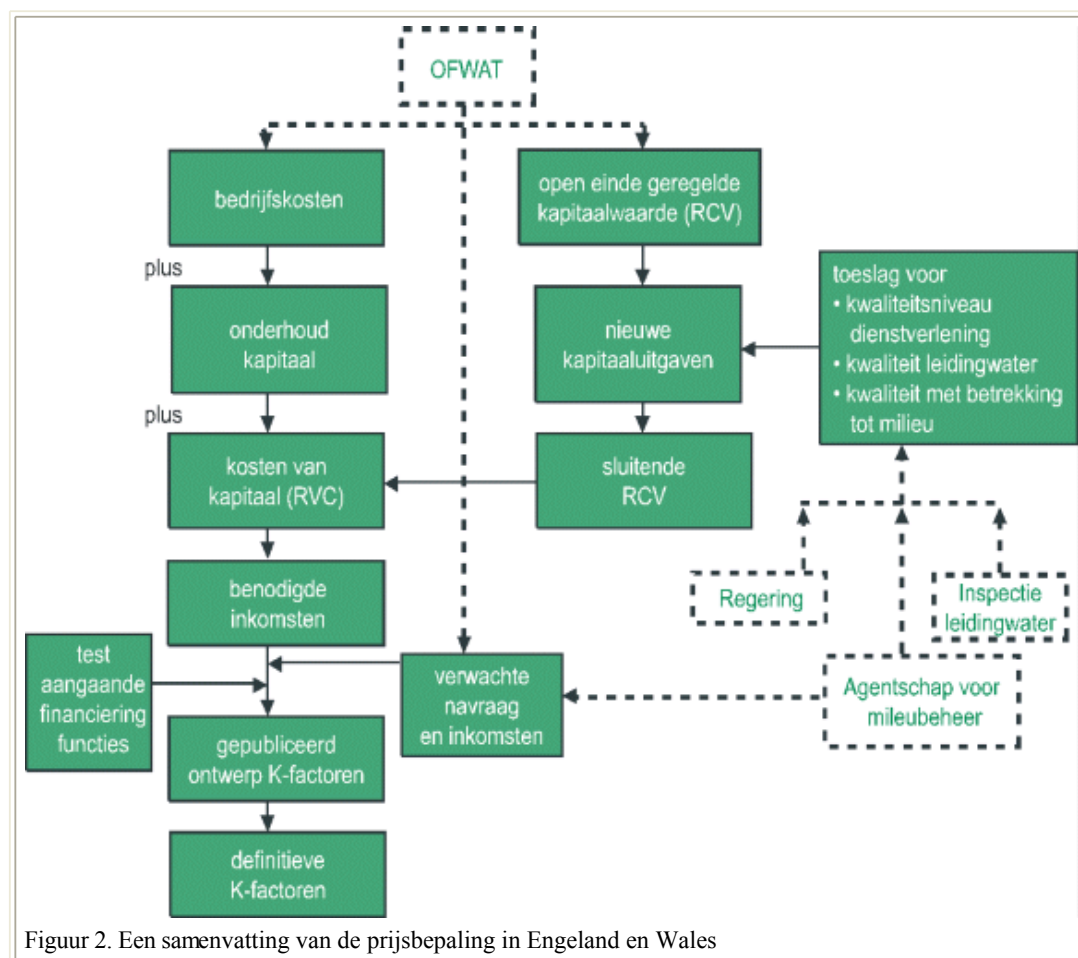 OFWAT
bedrijfskosten
open einde geregelde
kapitaalwaarde (RCV)
plus
onderhoud
kapitaal
nieuwe
kapitaaluitgaven
toeslag voor
• kwaliteitsniveau
dienstverlening
• kwaliteit leidingwater
• kwaliteit met betrekking
tot milieu
plus
kosten van
kapitaal (RVC)
sluitende
RCV
benodigde
inkomsten
Regering
Inspectie
leidingwater
test
aangaande
financiering
functies
verwachte
navraag
en inkomsten
Agentschap voor
mileubeheer
gepubliceerd
ontwerp K-factoren
definitieve
K-factoren
Figuur 2. Een samenvatting van de prijsbepaling in Engeland en Wales